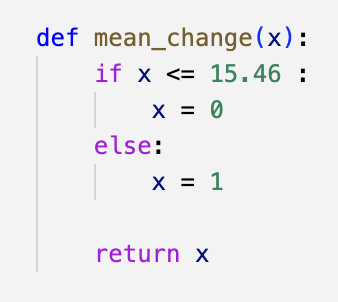 def mean_change(x):
    if x <= 15.46 :
        x = 0
    else:
        x = 1
    return x